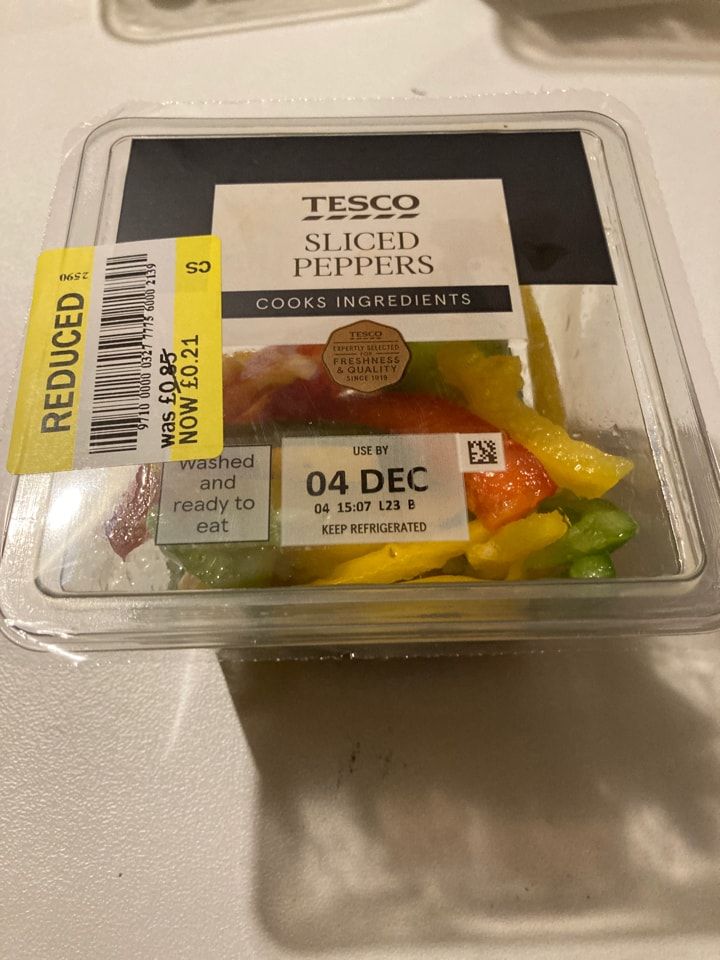 TESCO
SLICED
PEPPERS
COOKS INGREDIENTS
TESCO
EXPERTLY SELECTED
FOR
FRESHNESS
& QUALITY
SINCE 1919
2590
CS
REDUCED
9710 0000 0327 7775 6000 2139
was £0.85
NOW £0.21
washed
and
ready to
eat
USE BY
04 DEC
04 15:07 L23 B
KEEP REFRIGERATED